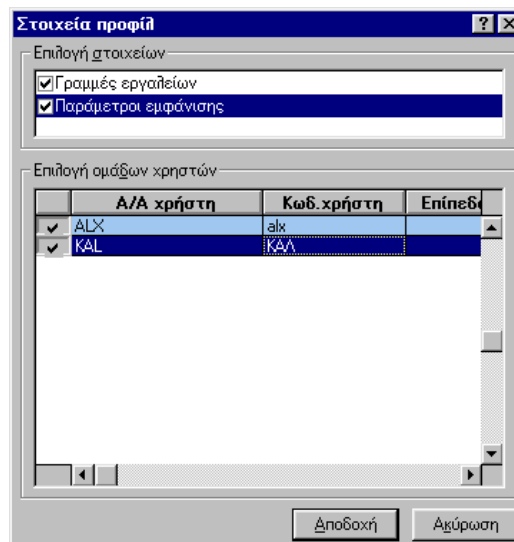 Στοιχεία προφίλ
Επιλογή στοιχείων
Γραμμές εργαλείων
Παράμετροι εμφάνισης
Επιλογή ομάδων χρηστών
Α/Α χρήστη Κωδ.χρήστη Επίπεδ
ALX alx
KAL ΚΑΛ
Αποδοχή Ακύρωση